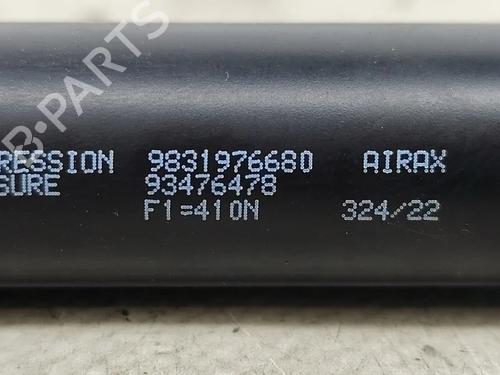 RESSION 9831976680 AIRAX
SURE 93476478
F1=410N 324/22
B-PARTS